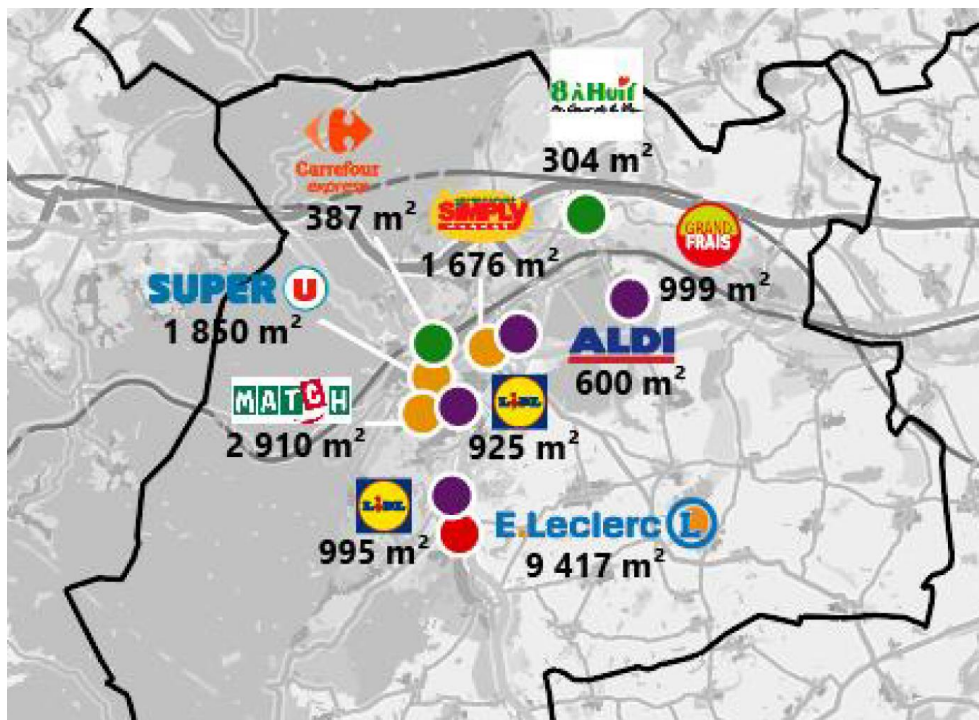 8 À Huit
304 m²
Carrefour
express
387 m²
SIMPLY
MARKET
1 676 m²
GRAND
FRAIS
999 m²
SUPER U
1 850 m²
ALDI
600 m²
MATCH
2 910 m²
LIDL
925 m²
LIDL
995 m²
E.Leclerc L
9 417 m²